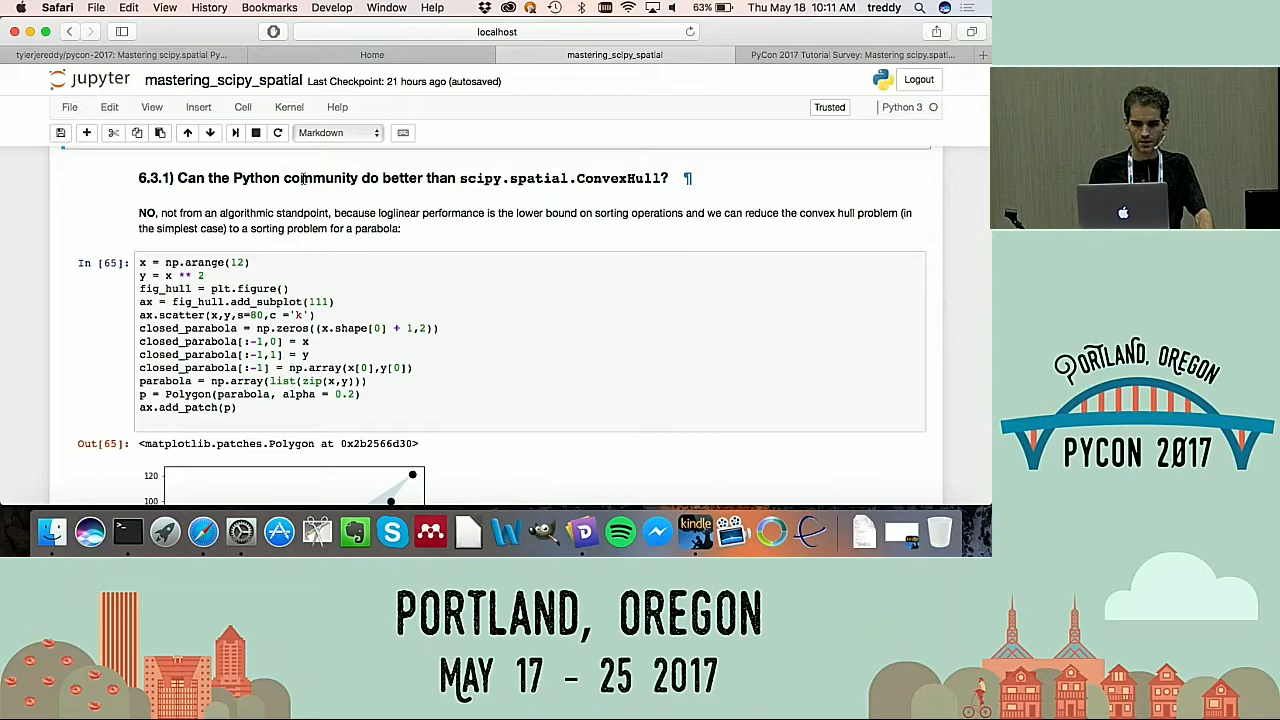 Safari File Edit View History Bookmarks Develop Window Help 63% Thu May 18 10:11 AM treddy
localhost
tylerjereddy/pycon-2017: Mastering scipy.spatial Py... Home mastering_scipy_spatial PyCon 2017 Tutorial Survey: Mastering scipy.spati...
jupyter mastering_scipy_spatial Last Checkpoint: 21 hours ago (autosaved) Logout
File Edit View Insert Cell Kernel Help Trusted Python 3
Markdown
6.3.1) Can the Python community do better than scipy.spatial.ConvexHull? ¶
NO, not from an algorithmic standpoint, because loglinear performance is the lower bound on sorting operations and we can reduce the convex hull problem (in
the simplest case) to a sorting problem for a parabola:
In [65]: x = np.arange(12)
y = x ** 2
fig_hull = plt.figure()
ax = fig_hull.add_subplot(111)
ax.scatter(x,y,s=80,c ='k')
closed_parabola = np.zeros((x.shape[0] + 1,2))
closed_parabola[:-1,0] = x
closed_parabola[:-1,1] = y
closed_parabola[:-1] = np.array(x[0],y[0])
parabola = np.array(list(zip(x,y)))
p = Polygon(parabola, alpha = 0.2)
ax.add_patch(p)
Out[65]: <matplotlib.patches.Polygon at 0x2b2566d30>
120
100
kindle
PORTLAND, OREGON
PYCON 2017
PORTLAND, OREGON
MAY 17 - 25 2017